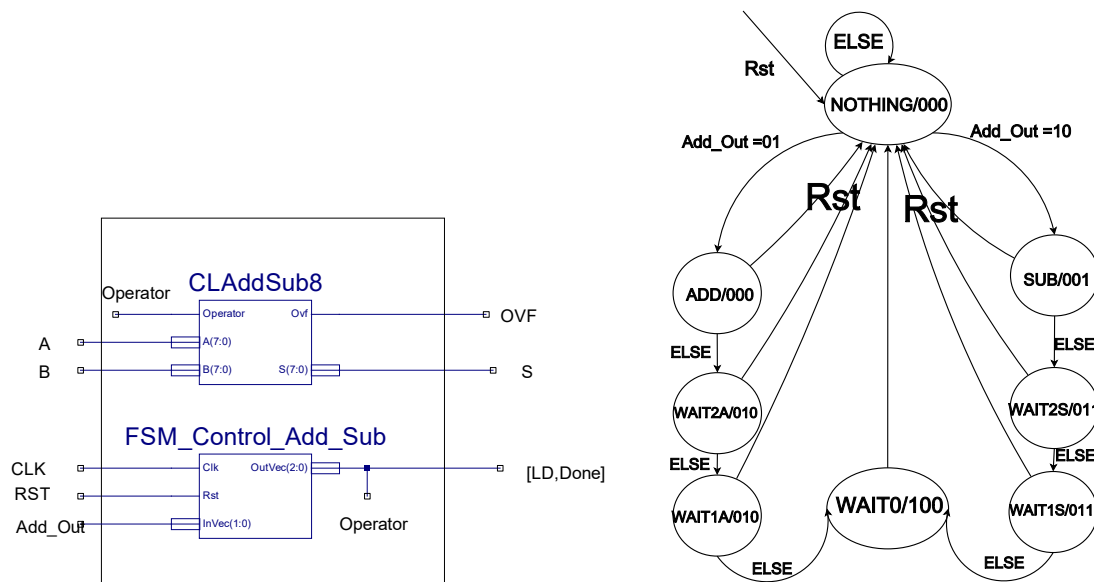 CLAddSub8
Operator
Operator
Ovf
OVF
A
A(7:0)
B
B(7:0)
S(7:0)
S
FSM_Control_Add_Sub
CLK
Clk
OutVec(2:0)
[LD,Done]
RST
Rst
Add_Out
InVec(1:0)
Operator
ELSE
Rst
NOTHING/000
Add_Out =01
Add_Out =10
Rst
Rst
ADD/000
SUB/001
ELSE
ELSE
WAIT2A/010
WAIT2S/011
ELSE
ELSE
WAIT1A/010
WAIT0/100
WAIT1S/011
ELSE
ELSE